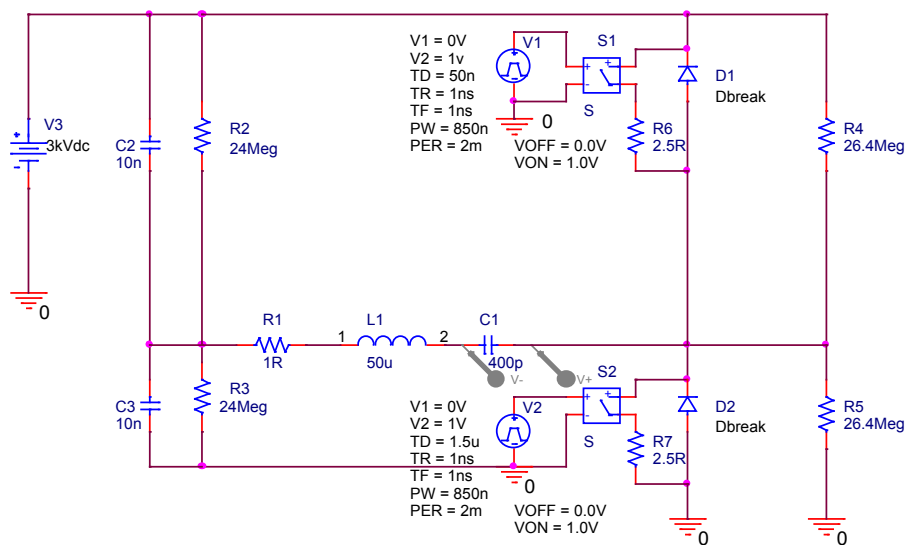 V1 = 0V
V2 = 1v
TD = 50n
TR = 1ns
TF = 1ns
PW = 850n
PER = 2m
V1
S1
+
-
+
S
0
VOFF = 0.0V
VON = 1.0V
R6
2.5R
D1
Dbreak
R4
26.4Meg
V3
3kVdc
+
-
0
C2
10n
R2
24Meg
R1
1R
1
L1
50u
2
C1
400p
V-
V+
C3
10n
R3
24Meg
V1 = 0V
V2 = 1V
TD = 1.5u
TR = 1ns
TF = 1ns
PW = 850n
PER = 2m
V2
S2
+
-
+
S
0
VOFF = 0.0V
VON = 1.0V
R7
2.5R
D2
Dbreak
R5
26.4Meg
0
0